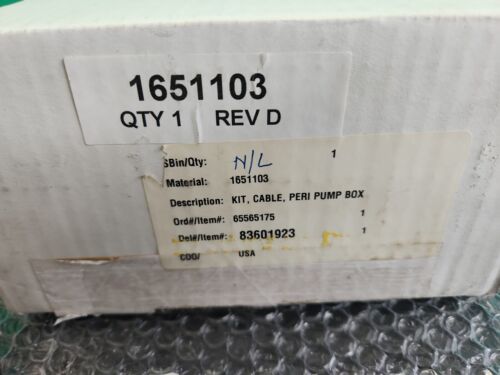 1651103
QTY 1 REV D
SBin/Qty: N/L 1
Material: 1651103
Description: KIT, CABLE, PERI PUMP BOX
Ord#/Item#: 65565175 1
Del#/Item#: 83601923 1
COO/ USA